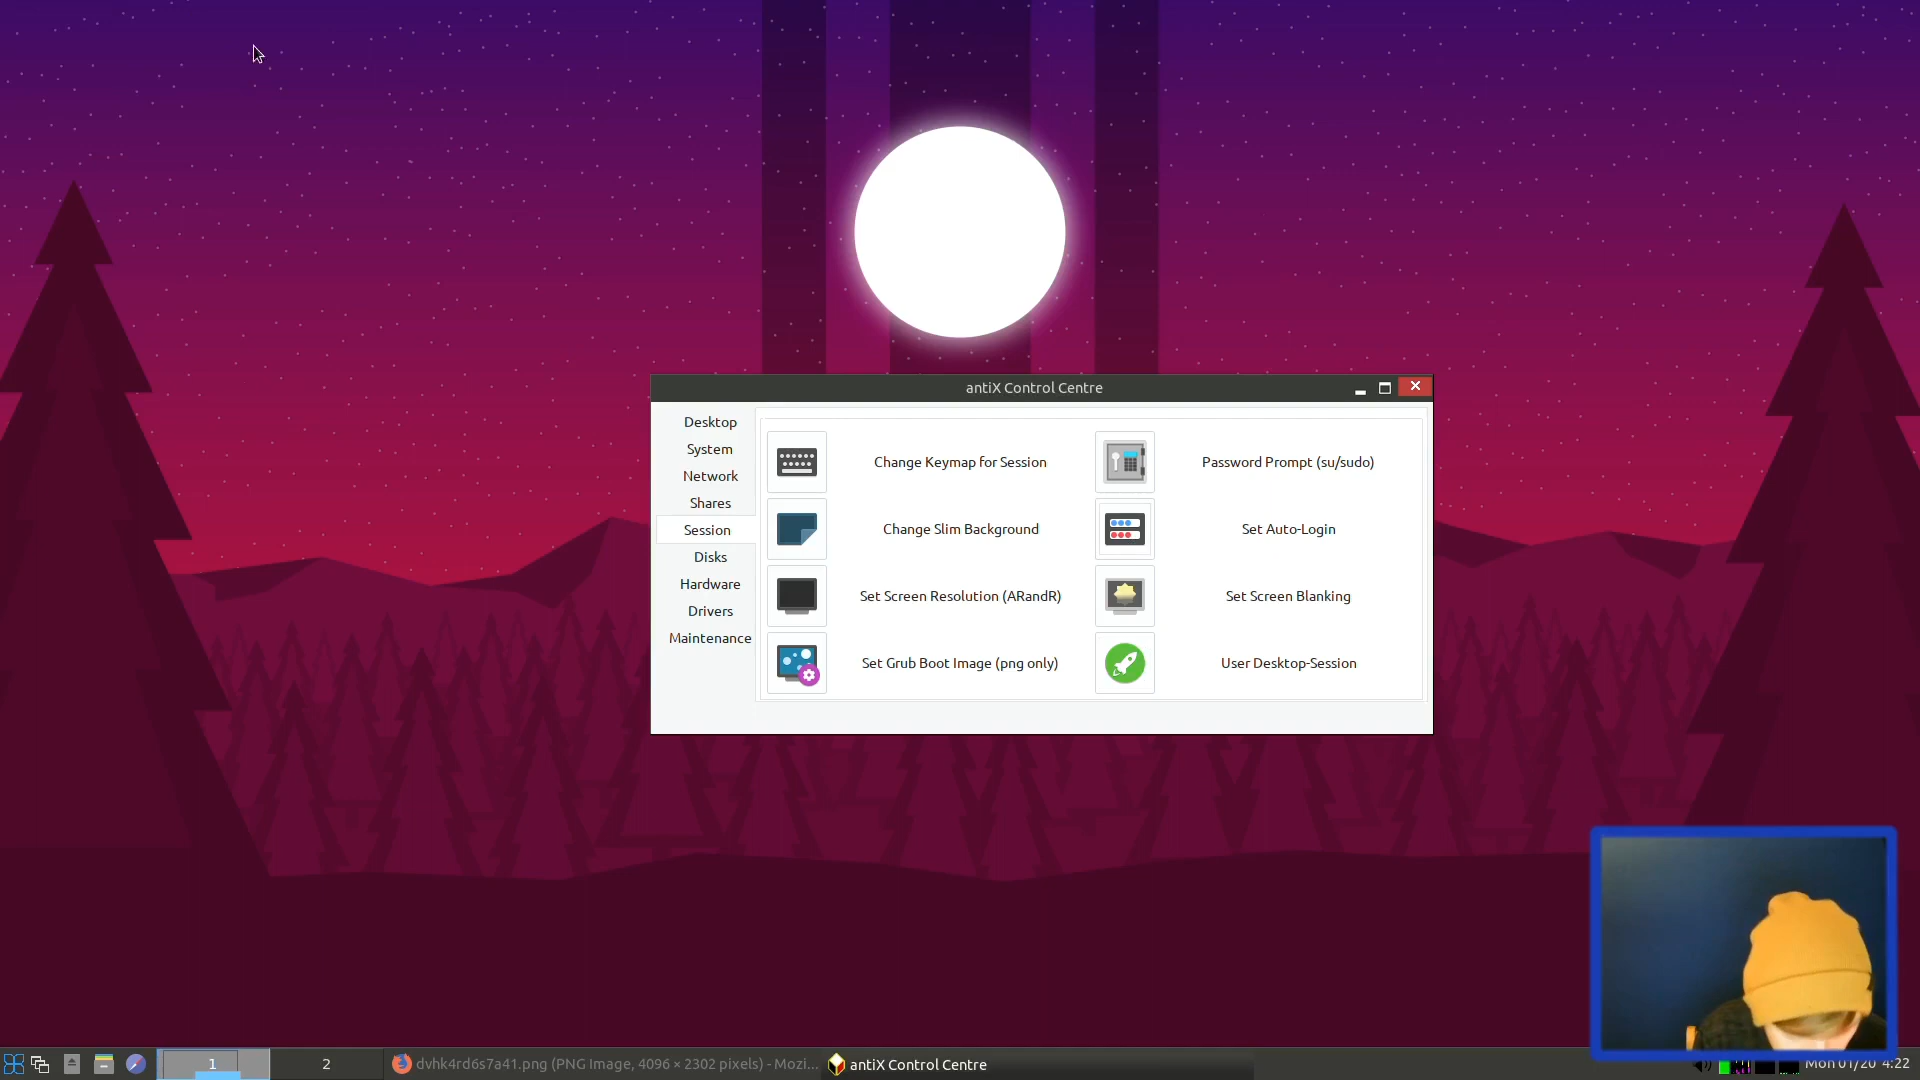 antiX Control Centre
Desktop
System
Network
Shares
Session
Disks
Hardware
Drivers
Maintenance
Change Keymap for Session
Password Prompt (su/sudo)
Change Slim Background
Set Auto-Login
Set Screen Resolution (ARandR)
Set Screen Blanking
Set Grub Boot Image (png only)
User Desktop-Session
1
2
dvhk4rd6s7a41.png (PNG Image, 4096 × 2302 pixels) - Mozi...
antiX Control Centre
Mon 01/20 4:22